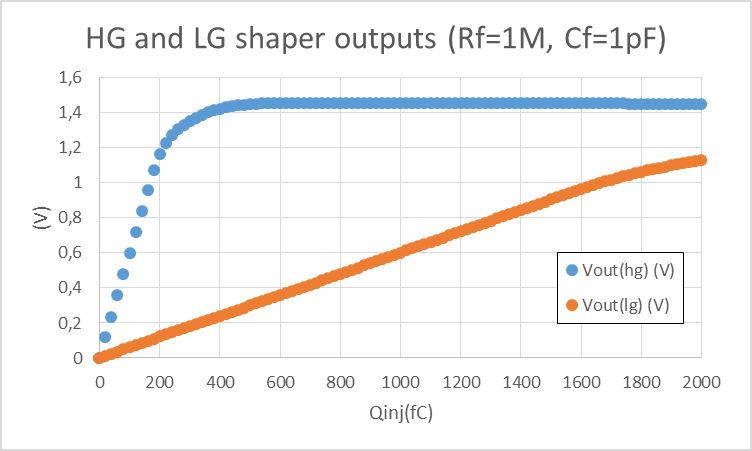 HG and LG shaper outputs (Rf=1M, Cf=1pF)
1,6
1,4
1,2
1
0,8
0,6
0,4
0,2
0
(V)
Vout(hg) (V)
Vout(lg) (V)
0 200 400 600 800 1000 1200 1400 1600 1800 2000
Qinj(fC)